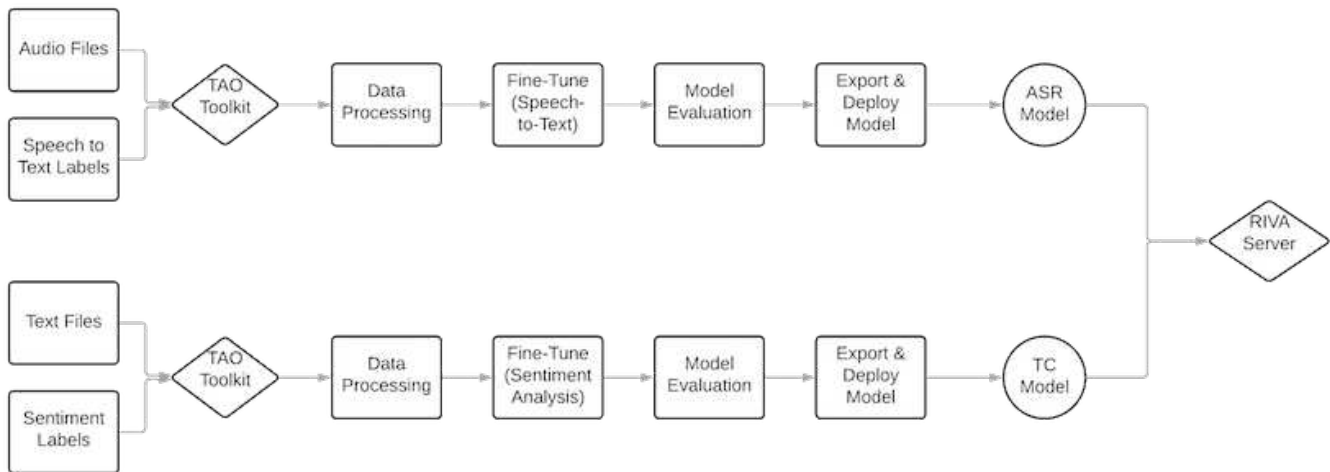 Audio Files
Speech to
Text Labels
TAO
Toolkit
Data
Processing
Fine-Tune
(Speech-
to-Text)
Model
Evaluation
Export &
Deploy
Model
ASR
Model
RIVA
Server
Text Files
Sentiment
Labels
TAO
Toolkit
Data
Processing
Fine-Tune
(Sentiment
Analysis)
Model
Evaluation
Export &
Deploy
Model
TC
Model